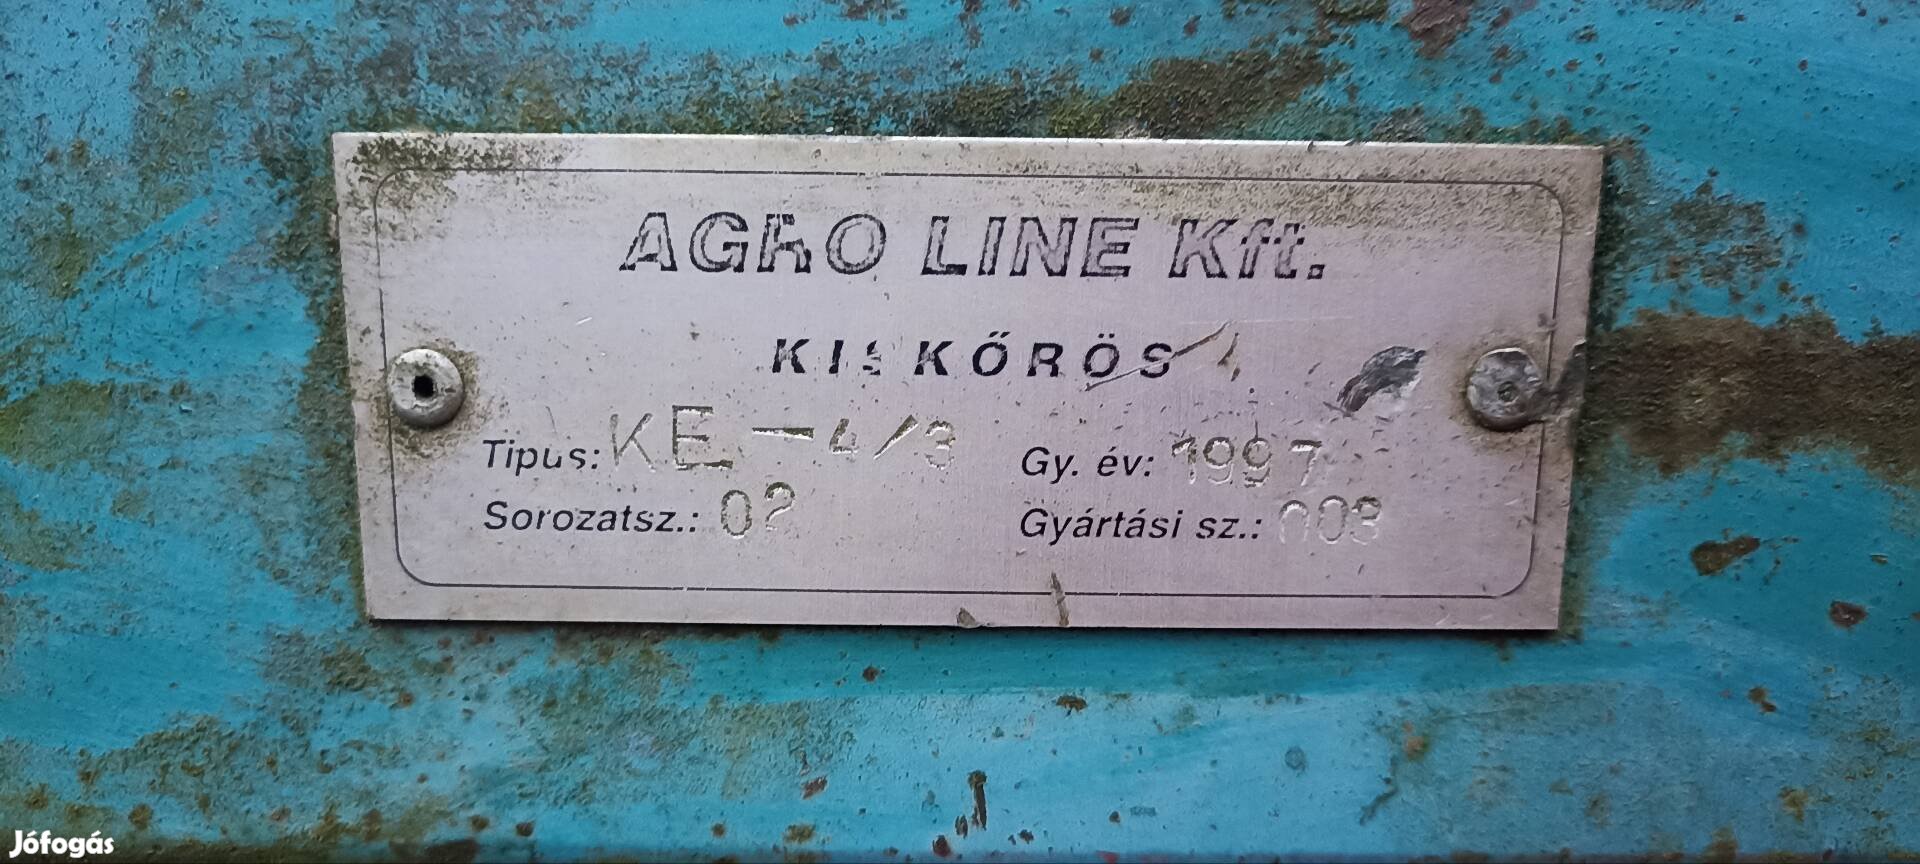 AGRO LINE Kft.
KISKŐRÖS
Tipus: KE-4/3 Gy. év: 1997
Sorozatsz.: 02 Gyártási sz.: 003
Jófogás